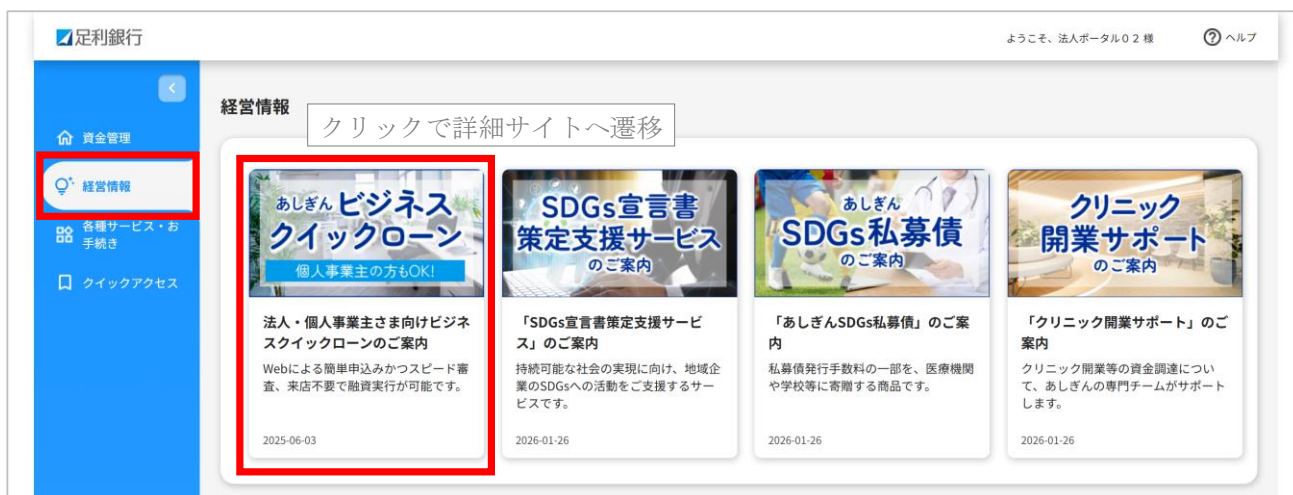 足利銀行
ようこそ、法人ポータル02 様
? ヘルプ
<
経営情報
クリックで詳細サイトへ遷移
資金管理
経営情報
各種サービス・お
手続き
クイックアクセス
あしぎん ビジネス
クイックローン
個人事業主の方もOK!
法人・個人事業主さま向けビジネ
スクイックローンのご案内
Webによる簡単申込みかつスピード審
査、来店不要で融資実行が可能です。
2025-06-03
SDGs宣言書
策定支援サービス
のご案内
「SDGs宣言書策定支援サービ
ス」のご案内
持続可能な社会の実現に向け、地域企
業のSDGsへの活動をご支援するサー
ビスです。
2026-01-26
あしぎん
SDGs私募債
のご案内
「あしぎんSDGs私募債」のご案
内
私募債発行手数料の一部を、医療機関
や学校等に寄贈する商品です。
2026-01-26
クリニック
開業サポート
のご案内
「クリニック開業サポート」のご
案内
クリニック開業等の資金調達につい
て、あしぎんの専門チームがサポート
します。
2026-01-26